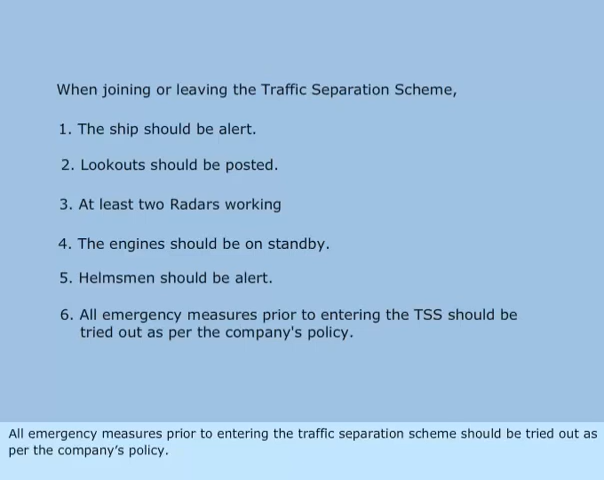 When joining or leaving the Traffic Separation Scheme,
1. The ship should be alert.
2. Lookouts should be posted.
3. At least two Radars working
4. The engines should be on standby.
5. Helmsmen should be alert.
6. All emergency measures prior to entering the TSS should be
tried out as per the company's policy.
All emergency measures prior to entering the traffic separation scheme should be tried out as
per the company’s policy.